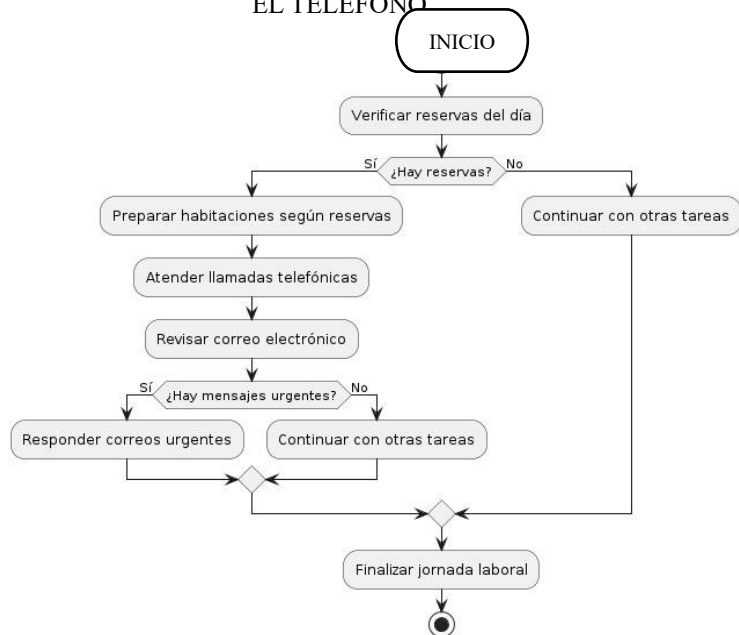 EL TELEFONO
INICIO
Verificar reservas del día
Sí
¿Hay reservas?
No
Preparar habitaciones según reservas
Continuar con otras tareas
Atender llamadas telefónicas
Revisar correo electrónico
Sí
¿Hay mensajes urgentes?
No
Responder correos urgentes
Continuar con otras tareas
Finalizar jornada laboral